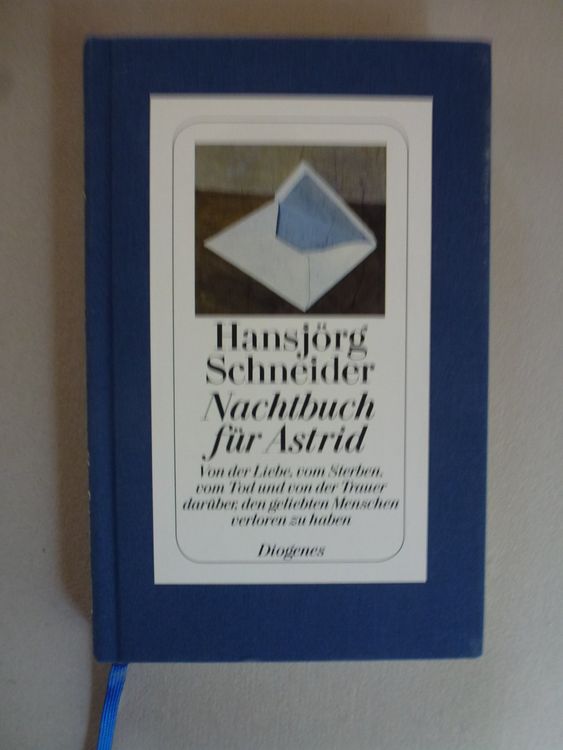 Hansjörg
Schneider
Nachtbuch
für Astrid
Von der Liebe, vom Sterben,
vom Tod und von der Trauer
darüber, den geliebten Menschen
verloren zu haben
Diogenes